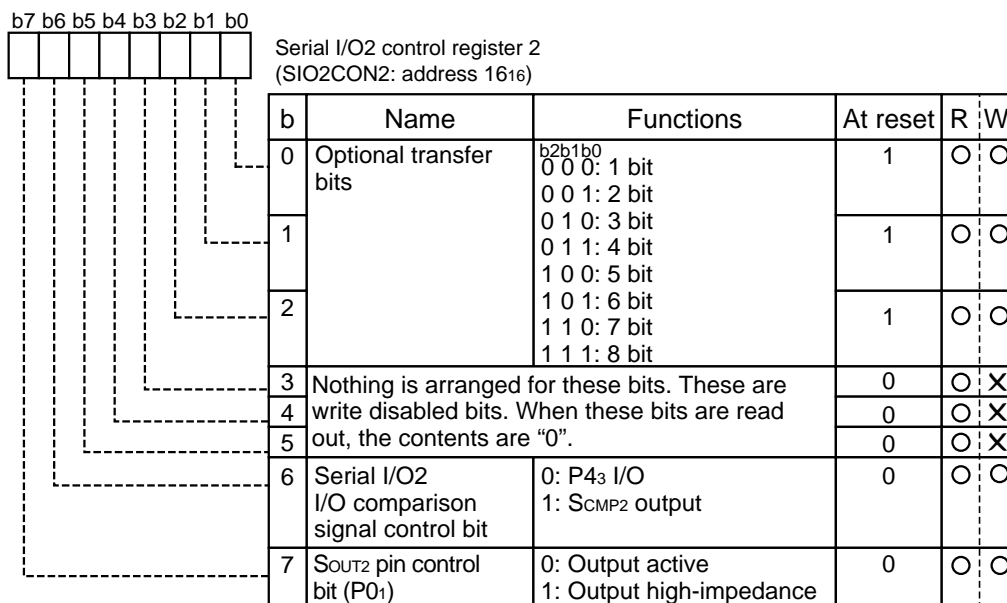 b7 b6 b5 b4 b3 b2 b1 b0
Serial I/O2 control register 2
(SIO2CON2: address 1616)
b Name Functions At reset R W
0 Optional transfer bits
b2b1b0
0 0 0: 1 bit
0 0 1: 2 bit
0 1 0: 3 bit
0 1 1: 4 bit
1 0 0: 5 bit
1 0 1: 6 bit
1 1 0: 7 bit
1 1 1: 8 bit
1 O O
1 1 O O
2 1 O O
3 Nothing is arranged for these bits. These are 0 O X
4 write disabled bits. When these bits are read 0 O X
5 out, the contents are “0”. 0 O X
6 Serial I/O2 0: P43 I/O 0 O O
I/O comparison 1: SCMP2 output
signal control bit
7 SOUT2 pin control 0: Output active 0 O O
bit (P01) 1: Output high-impedance